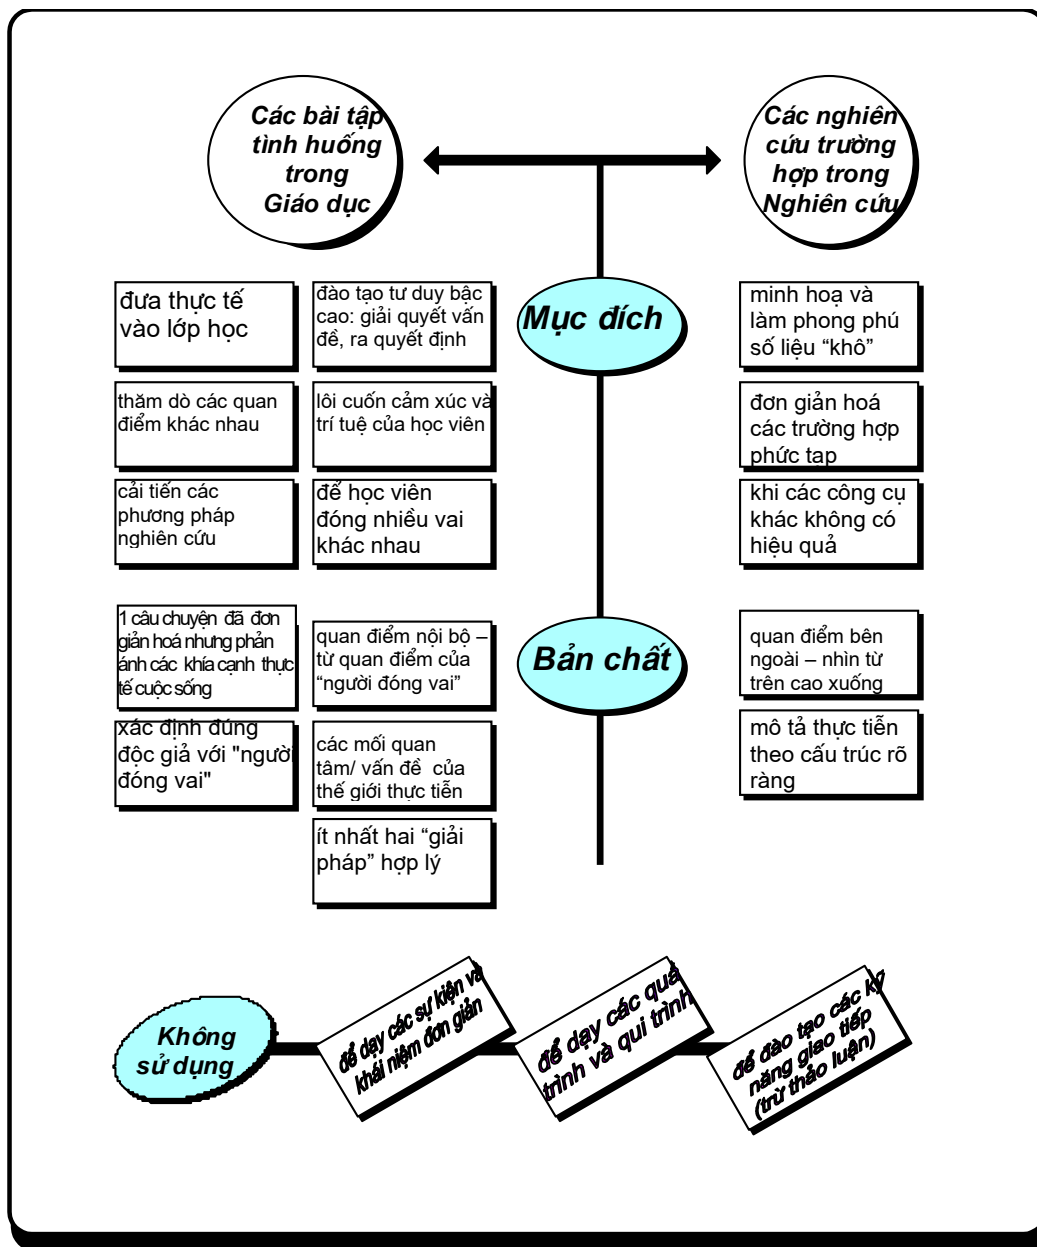 Các bài tập
tình huống
trong
Giáo dục
Các nghiên
cứu trường
hợp trong
Nghiên cứu
Mục đích
đưa thực tế
vào lớp học
đào tạo tư duy bậc
cao: giải quyết vấn
đề, ra quyết định
minh hoạ và
làm phong phú
số liệu “khô”
thăm dò các quan
điểm khác nhau
lôi cuốn cảm xúc và
trí tuệ của học viên
đơn giản hoá
các trường hợp
phức tạp
cải tiến các
phương pháp
nghiên cứu
để học viên
đóng nhiều vai
khác nhau
khi các công cụ
khác không có
hiệu quả
Bản chất
1 câu chuyện đã đơn
giản hoá nhưng phản
ánh các khía cạnh thực
tế cuộc sống
quan điểm nội bộ –
từ quan điểm của
“người đóng vai”
quan điểm bên
ngoài – nhìn từ
trên cao xuống
xác định đúng
độc giả với "người
đóng vai"
các mối quan
tâm/ vấn đề của
thế giới thực tiễn
mô tả thực tiễn
theo cấu trúc rõ
ràng
ít nhất hai “giải
pháp” hợp lý
Không
sử dụng
để dạy các sự kiện và
khái niệm đơn giản
để dạy các quá
trình và qui trình
để đào tạo các kỹ
năng giao tiếp
(trừ thảo luận)